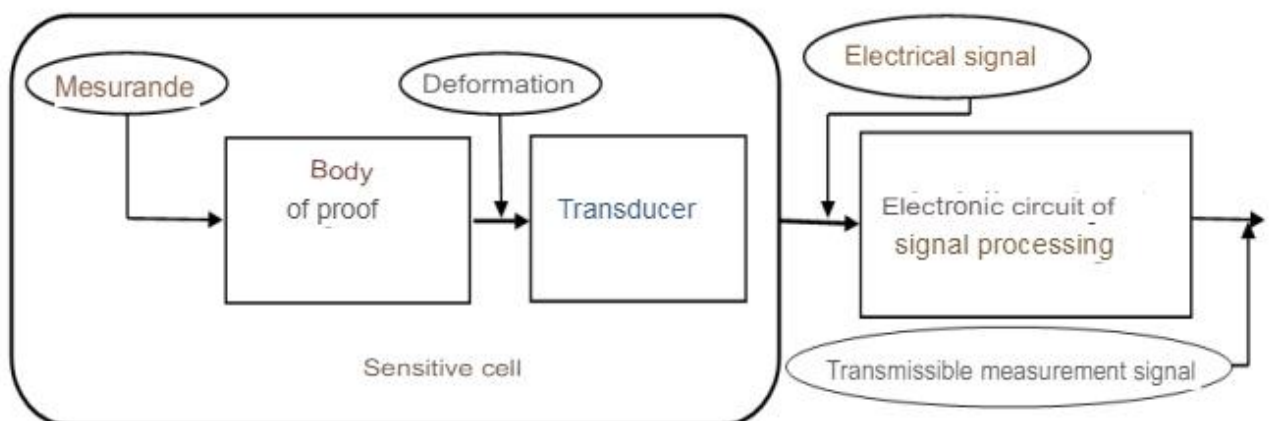 Mesurande
Deformation
Electrical signal
Body
of proof
Transducer
Electronic circuit of
signal processing
Sensitive cell
Transmissible measurement signal